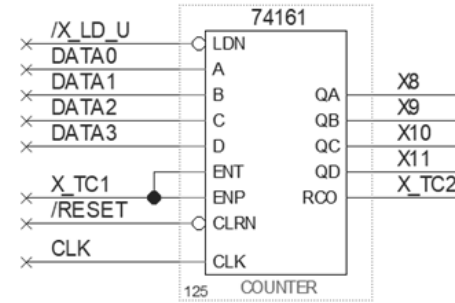 74161
/X_LD_U LDN
DATA0 A
DATA1 B QA X8
DATA2 C QB X9
DATA3 D QC X10
ENT QD X11
X_TC1 ENP RCO X_TC2
/RESET CLRN
CLK CLK
125 COUNTER